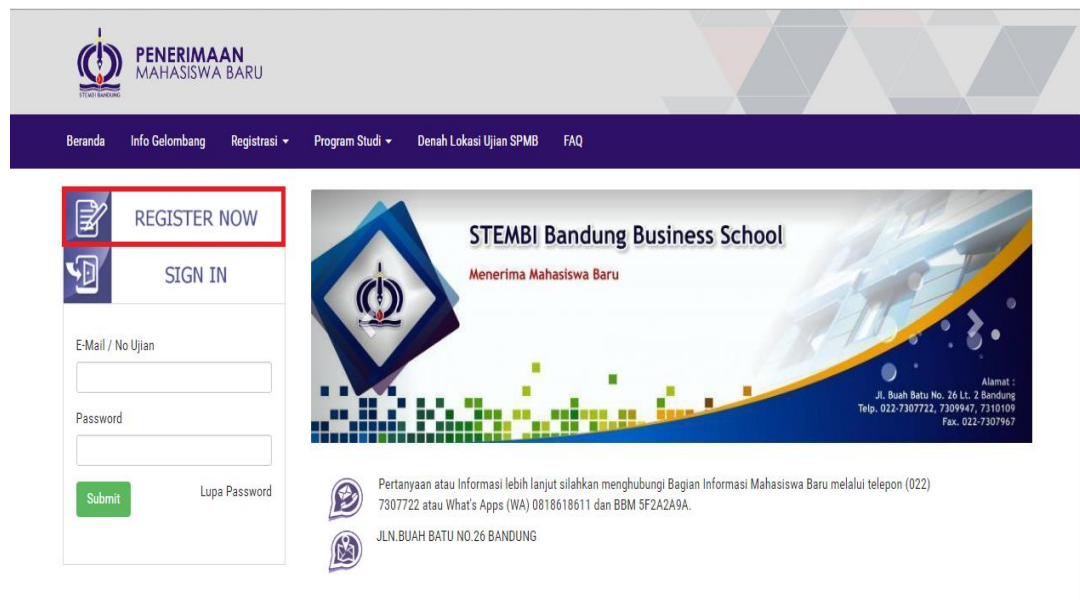 PENERIMAAN
MAHASISWA BARU
STEMBI BANDUNG
Beranda Info Gelombang Registrasi Program Studi Denah Lokasi Ujian SPMB FAQ
REGISTER NOW
SIGN IN
E-Mail / No Ujian
Password
Submit Lupa Password
STEMBI Bandung Business School
Menerima Mahasiswa Baru
Alamat :
Jl. Buah Batu No. 26 Lt. 2 Bandung
Telp. 022-7307722, 7309947, 7310109
Fax. 022-7307967
Pertanyaan atau Informasi lebih lanjut silahkan menghubungi Bagian Informasi Mahasiswa Baru melalui telepon (022)
7307722 atau What's Apps (WA) 0818618611 dan BBM 5F2A2A9A.
JLN.BUAH BATU NO.26 BANDUNG